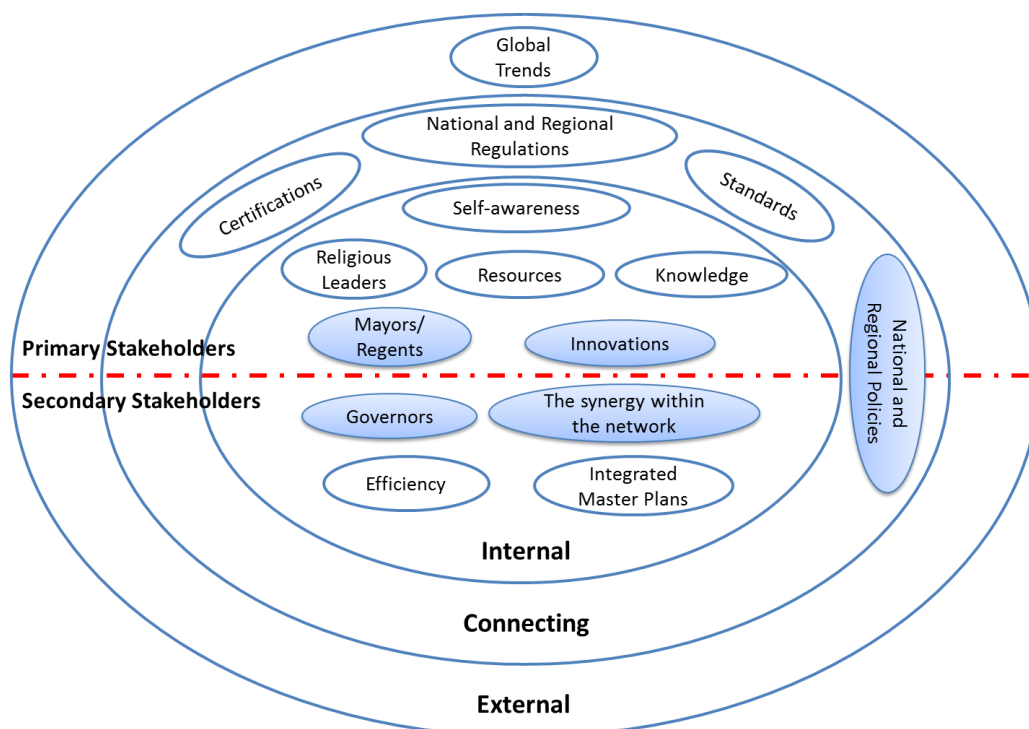 Global
Trends
National and Regional
Regulations
Certifications
Standards
Self-awareness
Religious
Leaders
Resources
Knowledge
Mayors/
Regents
Innovations
Primary Stakeholders
Secondary Stakeholders
National and
Regional Policies
Governors
The synergy within
the network
Efficiency
Integrated
Master Plans
Internal
Connecting
External